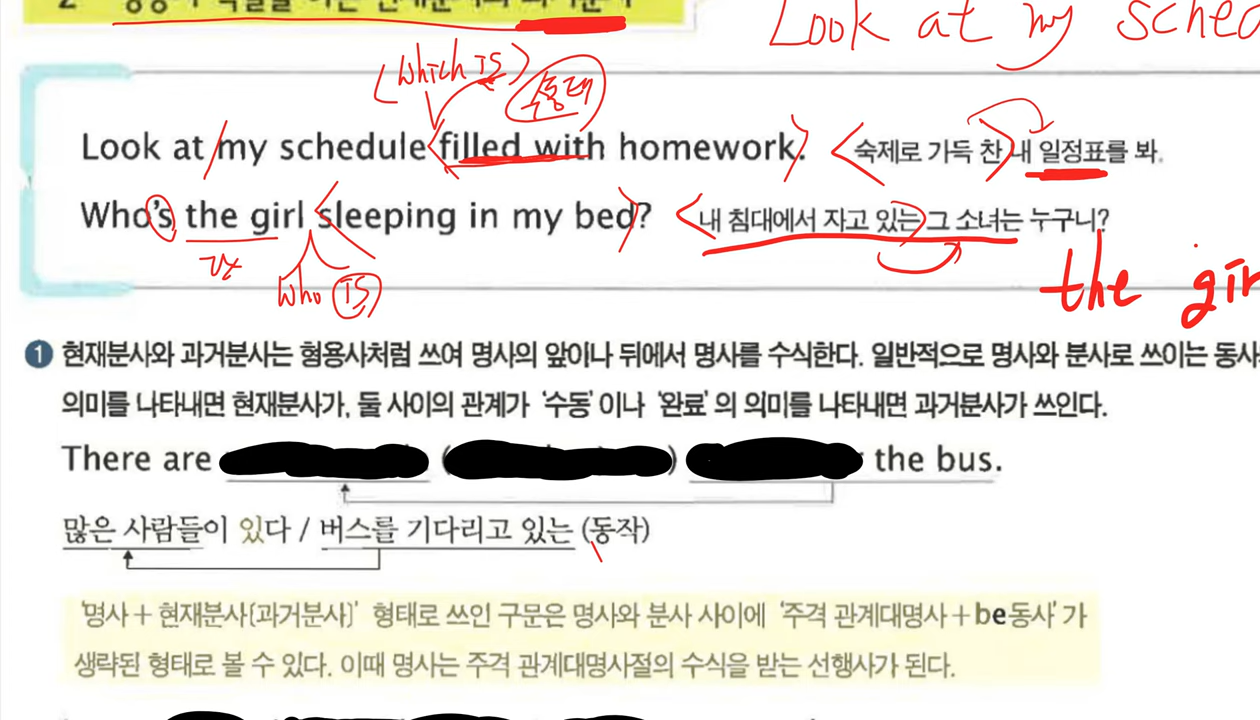 Look at my sched
(which is) 수동태
Look at my schedule filled with homework. 숙제로 가득 찬 내 일정표를 봐.
Who's the girl sleeping in my bed? 내 침대에서 자고 있는 그 소녀는 누구니?
who is
the gir
1 현재분사와 과거분사는 형용사처럼 쓰여 명사의 앞이나 뒤에서 명사를 수식한다. 일반적으로 명사와 분사로 쓰이는 동사
의미를 나타내면 현재분사가, 둘 사이의 관계가 '수동'이나 '완료'의 의미를 나타내면 과거분사가 쓰인다.
There are ( ) the bus.
많은 사람들이 있다 / 버스를 기다리고 있는 (동작)
'명사+현재분사[과거분사]' 형태로 쓰인 구문은 명사와 분사 사이에 '주격 관계대명사+be동사'가
생략된 형태로 볼 수 있다. 이때 명사는 주격 관계대명사절의 수식을 받는 선행사가 된다.